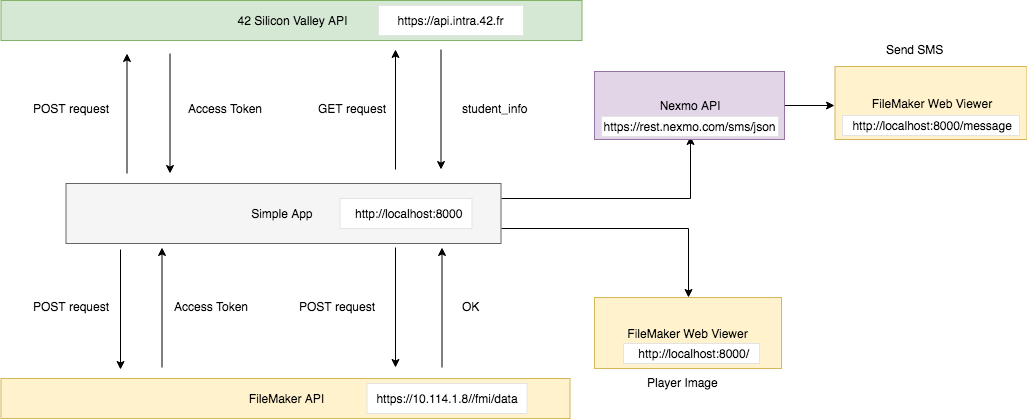 42 Silicon Valley API
https://api.intra.42.fr
Send SMS
POST request
Access Token
GET request
student_info
Nexmo API
https://rest.nexmo.com/sms/json
FileMaker Web Viewer
http://localhost:8000/message
Simple App
http://localhost:8000
POST request
Access Token
POST request
OK
FileMaker Web Viewer
http://localhost:8000/
Player Image
FileMaker API
https://10.114.1.8//fmi/data